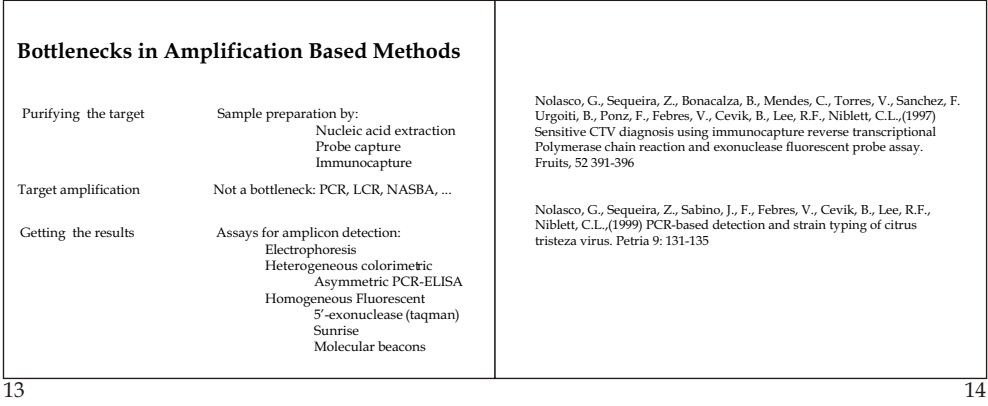 Bottlenecks in Amplification Based Methods
Purifying the target Sample preparation by:
Nucleic acid extraction
Probe capture
Immunocapture
Target amplification Not a bottleneck: PCR, LCR, NASBA, ...
Getting the results Assays for amplicon detection:
Electrophoresis
Heterogeneous colorimetric
Asymmetric PCR-ELISA
Homogeneous Fluorescent
5'-exonuclease (taqman)
Sunrise
Molecular beacons
13
Nolasco, G., Sequeira, Z., Bonacalza, B., Mendes, C., Torres, V., Sanchez, F.
Urgoiti, B., Ponz, F., Febres, V., Cevik, B., Lee, R.F., Niblett, C.L.,(1997)
Sensitive CTV diagnosis using immunocapture reverse transcriptional
Polymerase chain reaction and exonuclease fluorescent probe assay.
Fruits, 52 391-396
Nolasco, G., Sequeira, Z., Sabino, J., F., Febres, V., Cevik, B., Lee, R.F.,
Niblett, C.L.,(1999) PCR-based detection and strain typing of citrus
tristeza virus. Petria 9: 131-135
14